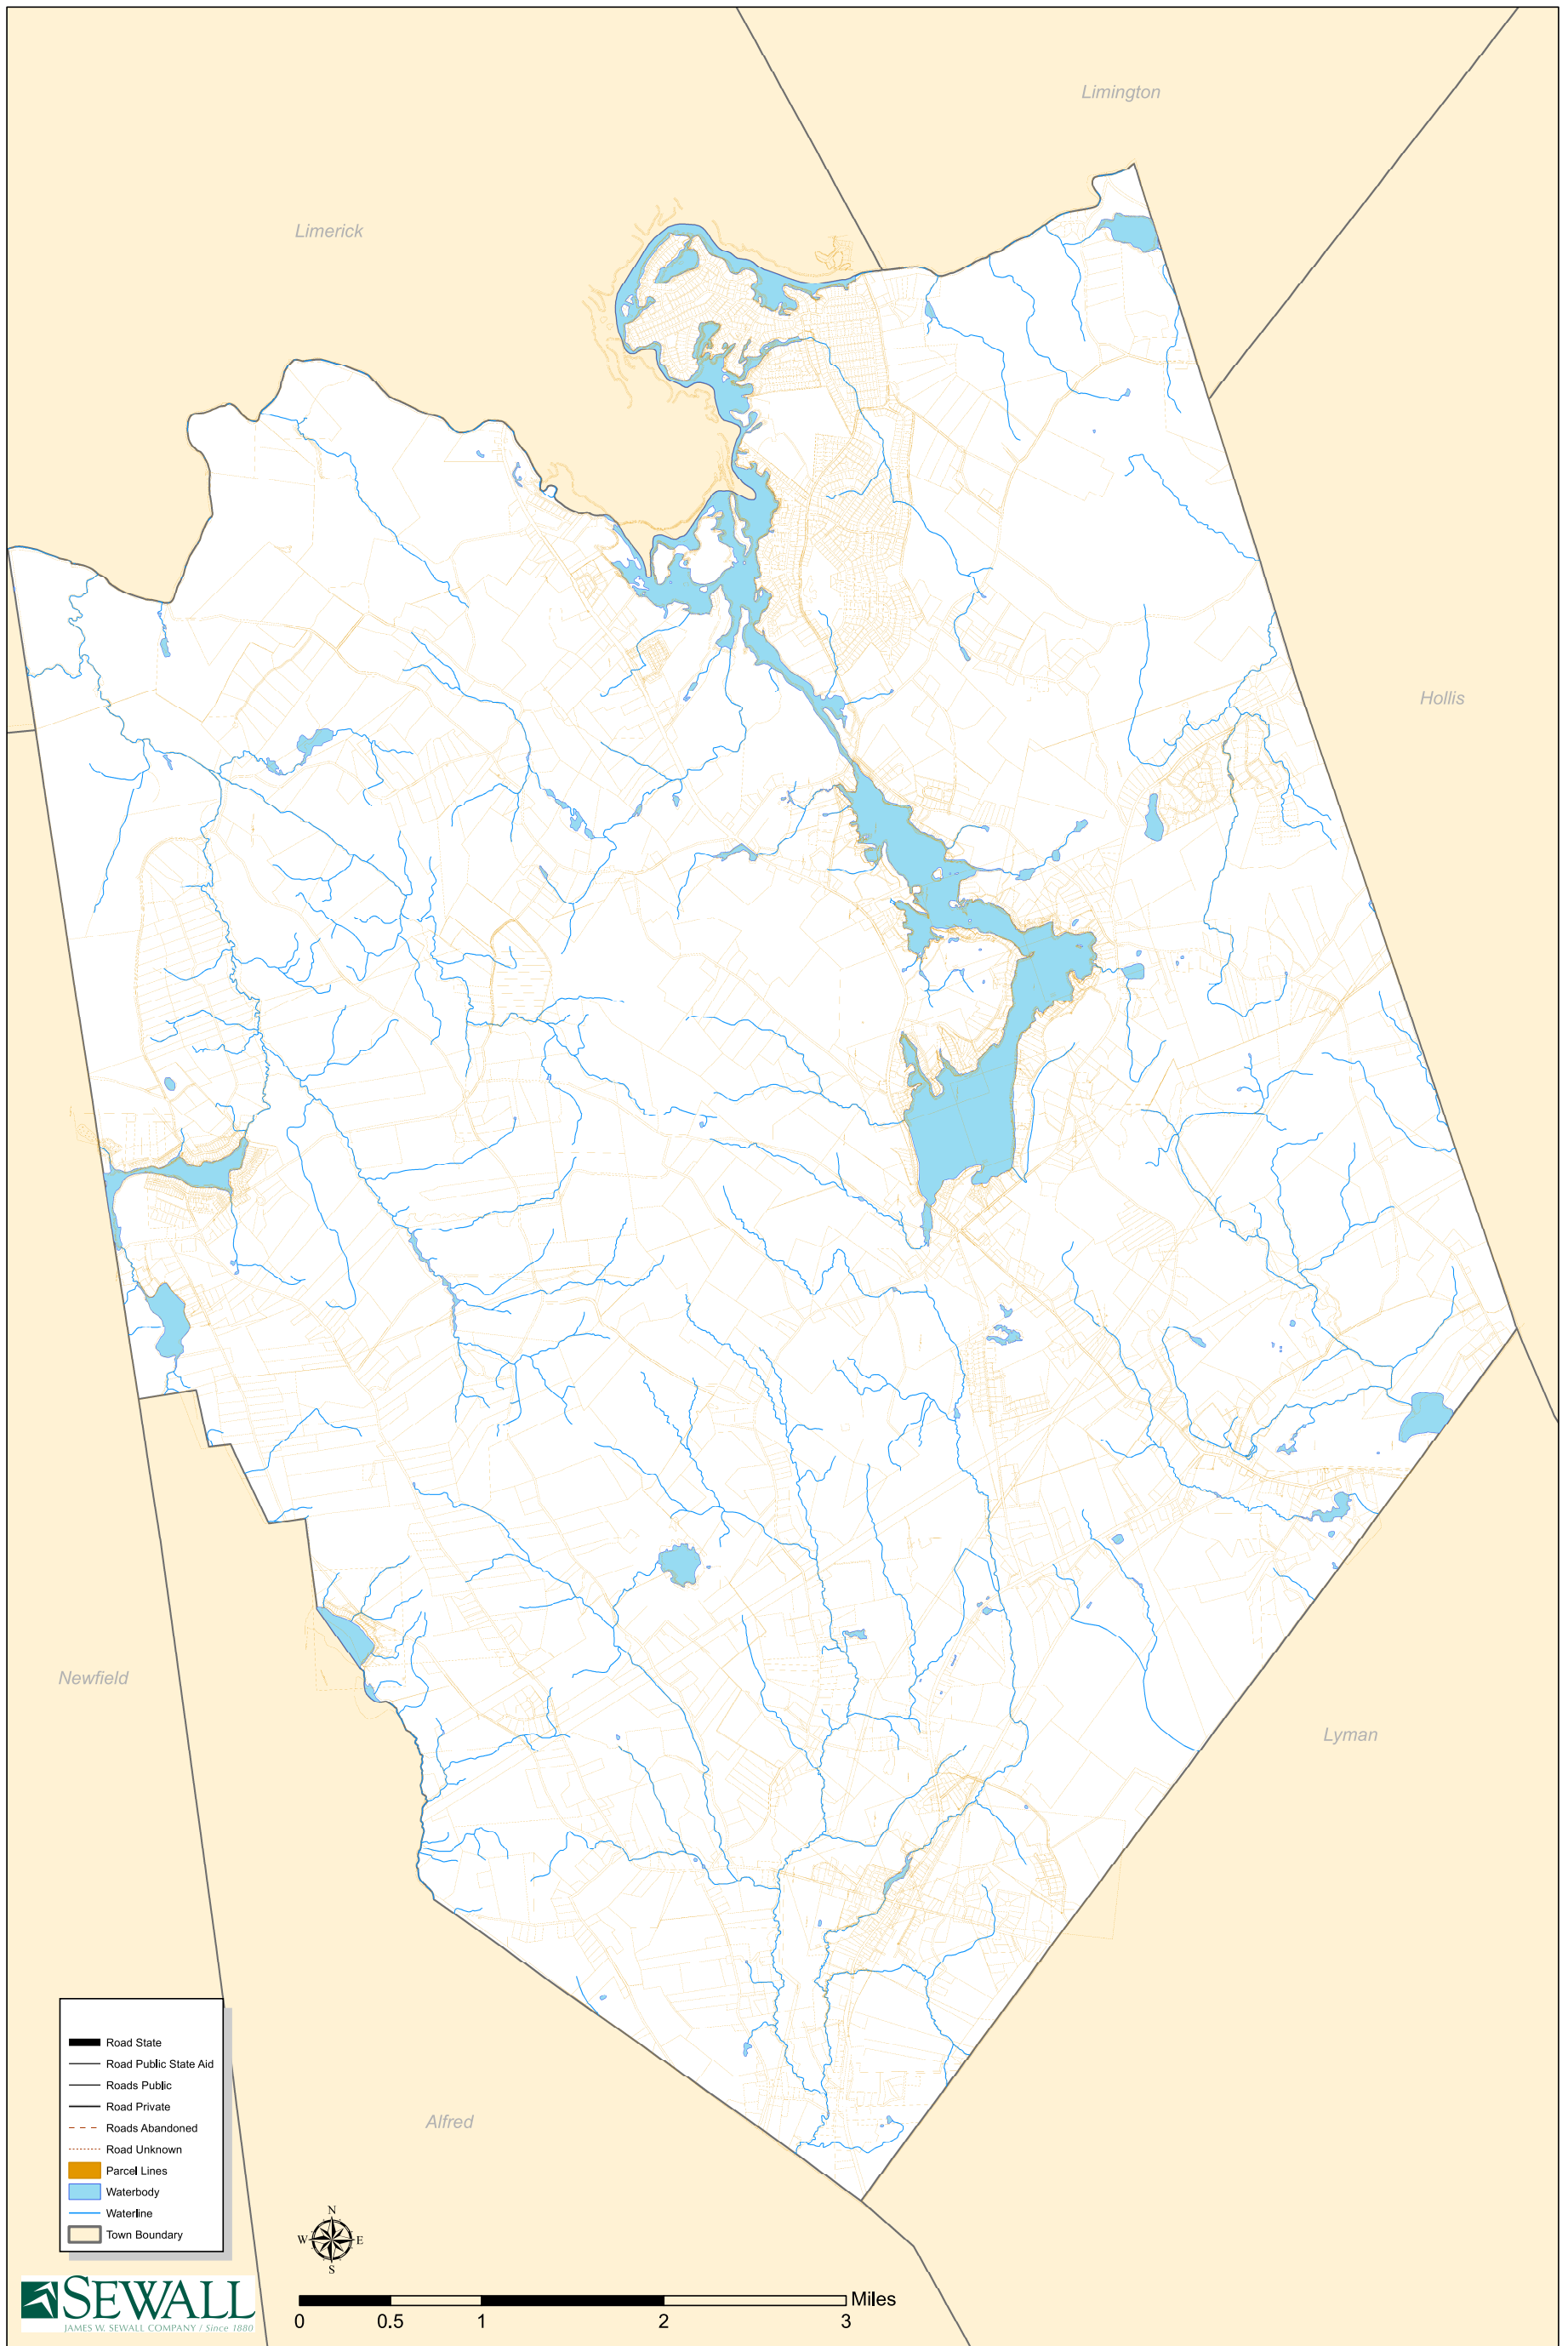 Limington
Limerick
Hollis
Newfield
Lyman
Alfred
Road State
Road Public State Aid
Roads Public
Road Private
Roads Abandoned
Road Unknown
Parcel Lines
Waterbody
Waterline
Town Boundary
N
W E
S
SEWALL
JAMES W. SEWALL COMPANY / Since 1880
Miles
0 0.5 1 2 3